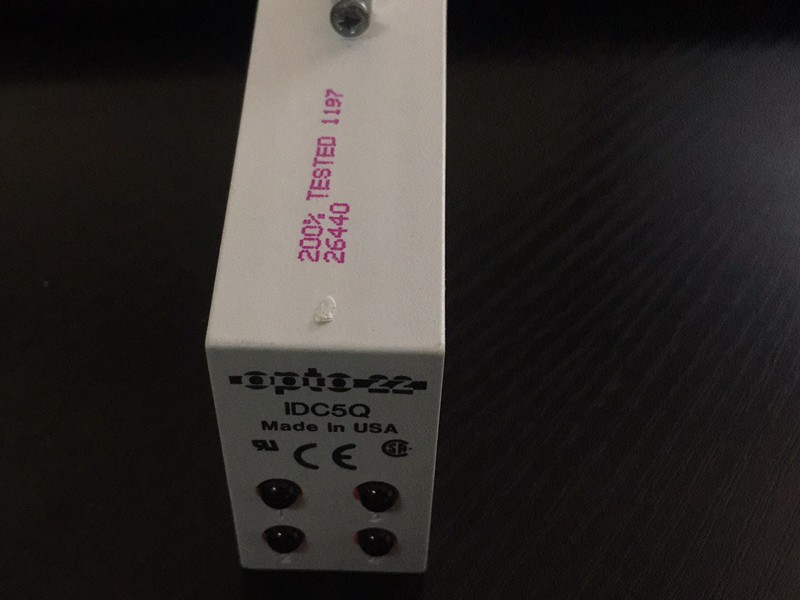 200% TESTED 1197
26440
opto 22
IDC5Q
Made in USA
CE